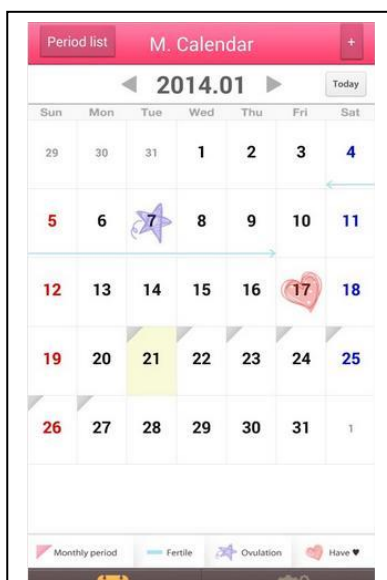 Period list M. Calendar +
2014.01 Today
Sun Mon Tue Wed Thu Fri Sat
29 30 31 1 2 3 4
5 6 7 8 9 10 11
12 13 14 15 16 17 18
19 20 21 22 23 24 25
26 27 28 29 30 31 1
Monthly period Fertile Ovulation Have ♥